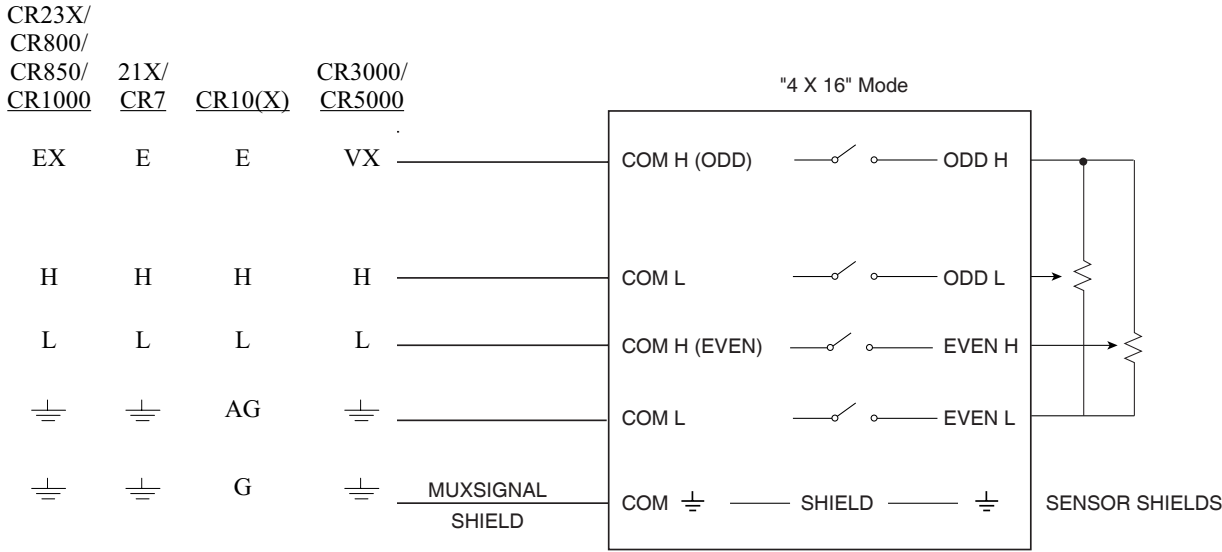 CR23X/
CR800/
CR850/ 21X/ CR3000/
CR1000 CR7 CR10(X) CR5000
"4 X 16" Mode
EX E E VX COM H (ODD) ODD H
H H H H COM L ODD L
L L L L COM H (EVEN) EVEN H
AG COM L EVEN L
G MUXSIGNAL COM SHIELD SENSOR SHIELDS
SHIELD